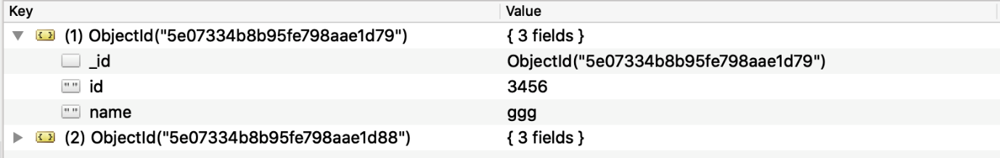 Key Value
(1) ObjectId("5e07334b8b95fe798aae1d79") { 3 fields }
_id ObjectId("5e07334b8b95fe798aae1d79")
id 3456
name ggg
(2) ObjectId("5e07334b8b95fe798aae1d88") { 3 fields }